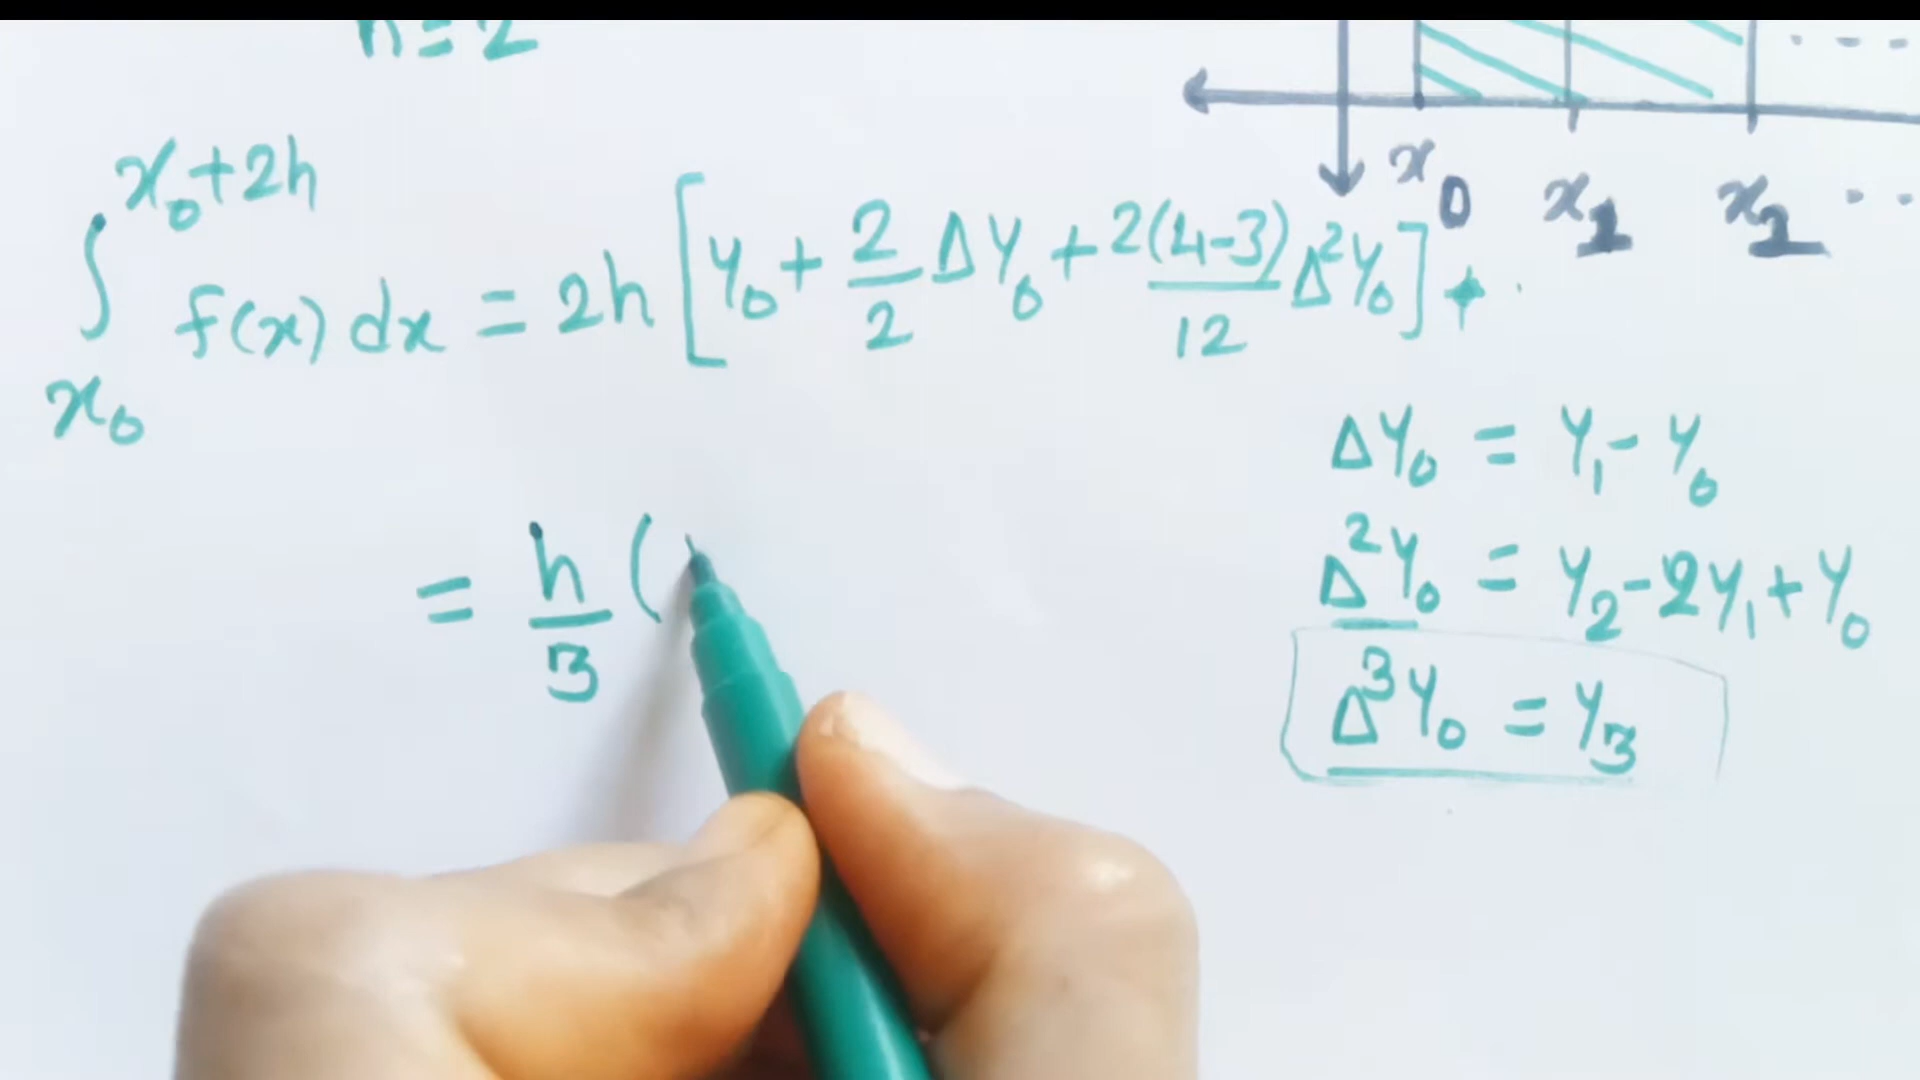 n = 2
x₀ x₁ x₂ ..
∫ₓ₀^(x₀+2h) f(x) dx = 2h [y₀ + 2/2 Δy₀ + 2(4-3)/12 Δ²y₀]
Δy₀ = y₁ - y₀
Δ²y₀ = y₂ - 2y₁ + y₀
= h/3 (
Δ³y₀ = y₃